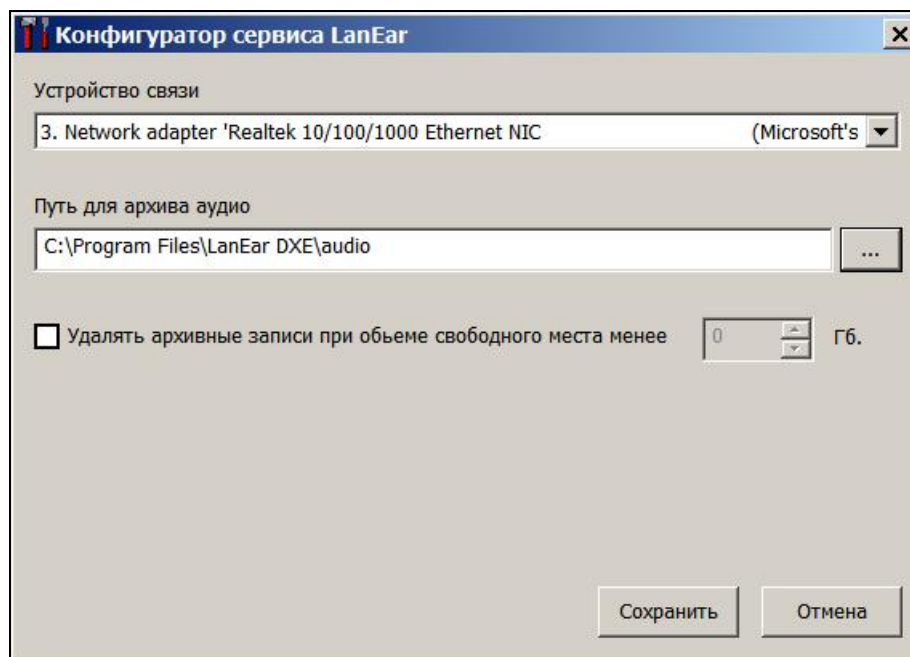 Конфигуратор сервиса LanEar
Устройство связи
3. Network adapter 'Realtek 10/100/1000 Ethernet NIC (Microsoft's
Путь для архива аудио
C:\Program Files\LanEar DXE\audio
...
Удалять архивные записи при обьеме свободного места менее 0 Гб.
Сохранить Отмена